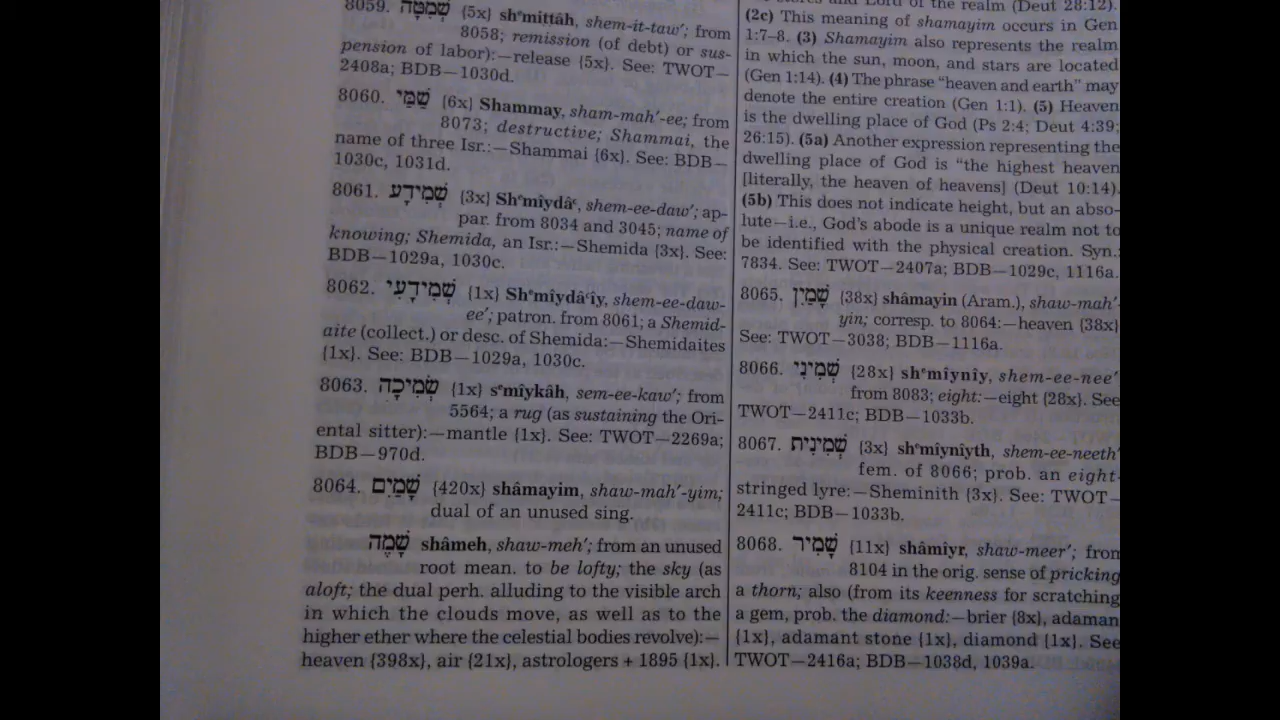 8059. שְׁמִטָּה {5x} shᵉmiṭṭâh, shem-it-taw'; from
8058; remission (of debt) or sus-
pension of labor):—release {5x}. See: TWOT—
2408a; BDB—1030d.
8060. שַׁמַּי {6x} Shammay, sham-mah'-ee; from
8073; destructive; Shammai, the
name of three Isr.:—Shammai {6x}. See: BDB—
1030c, 1031d.
8061. שְׁמִידָע {3x} Shᵉmîydâʻ, shem-ee-daw'; ap-
par. from 8034 and 3045; name of
knowing; Shemida, an Isr.:—Shemida {3x}. See:
BDB—1029a, 1030c.
8062. שְׁמִידָעִי {1x} Shᵉmîydâʻîy, shem-ee-daw-
ee'; patron. from 8061; a Shemid-
aite (collect.) or desc. of Shemida:—Shemidaites
{1x}. See: BDB—1029a, 1030c.
8063. שְׂמִיכָה {1x} sᵉmîykâh, sem-ee-kaw'; from
5564; a rug (as sustaining the Ori-
ental sitter):—mantle {1x}. See: TWOT—2269a;
BDB—970d.
8064. שָׁמַיִם {420x} shâmayim, shaw-mah'-yim;
dual of an unused sing.
שָׁמֶה shâmeh, shaw-meh'; from an unused
root mean. to be lofty; the sky (as
aloft; the dual perh. alluding to the visible arch
in which the clouds move, as well as to the
higher ether where the celestial bodies revolve):—
heaven {398x}, air {21x}, astrologers + 1895 {1x}.
and Lord of the realm (Deut 28:12).
(2c) This meaning of shamayim occurs in Gen
1:7–8. (3) Shamayim also represents the realm
in which the sun, moon, and stars are located
(Gen 1:14). (4) The phrase "heaven and earth" may
denote the entire creation (Gen 1:1). (5) Heaven
is the dwelling place of God (Ps 2:4; Deut 4:39;
26:15). (5a) Another expression representing the
dwelling place of God is "the highest heaven
[literally, the heaven of heavens] (Deut 10:14).
(5b) This does not indicate height, but an abso-
lute—i.e., God's abode is a unique realm not to
be identified with the physical creation. Syn.:
7834. See: TWOT—2407a; BDB—1029c, 1116a.
8065. שָׁמַיִן {38x} shâmayin (Aram.), shaw-mah'-
yin; corresp. to 8064:—heaven {38x}
See: TWOT—3038; BDB—1116a.
8066. שְׁמִינִי {28x} shᵉmîynîy, shem-ee-nee'
from 8083; eight:—eight {28x}. See
TWOT—2411c; BDB—1033b.
8067. שְׁמִינִית {3x} shᵉmîynîyth, shem-ee-neeth'
fem. of 8066; prob. an eight-
stringed lyre:—Sheminith {3x}. See: TWOT—
2411c; BDB—1033b.
8068. שָׁמִיר {11x} shâmîyr, shaw-meer'; from
8104 in the orig. sense of pricking
a thorn; also (from its keenness for scratching
a gem, prob. the diamond:—brier {8x}, adaman
{1x}, adamant stone {1x}, diamond {1x}. See
TWOT—2416a; BDB—1038d, 1039a.